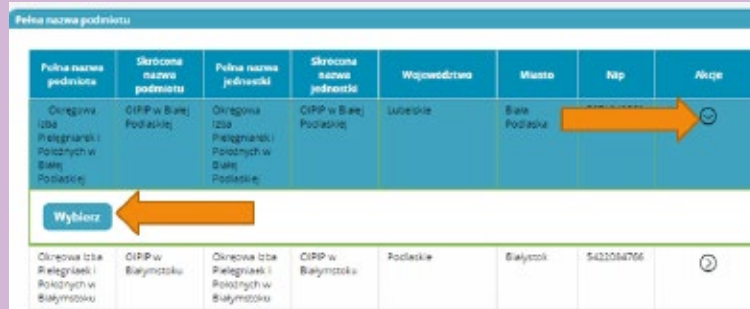 Pełna nazwa podmiotu
Pełna nazwa podmiotu
Skrócona nazwa podmiotu
Pełna nazwa jednostki
Skrócona nazwa jednostki
Województwo
Miasto
Nip
Akcje
Okręgowa Izba Pielęgniarek i Położnych w Białej Podlaskiej
OIPiP w Białej Podlaskiej
Okręgowa Izba Pielęgniarek i Położnych w Białej Podlaskiej
OIPiP w Białej Podlaskiej
Lubelskie
Biała Podlaska
Wybierz
Okręgowa Izba Pielęgniarek i Położnych w Białymstoku
OIPiP w Białymstoku
Okręgowa Izba Pielęgniarek i Położnych w Białymstoku
OIPiP w Białymstoku
Podlaskie
Białystok
5422084766